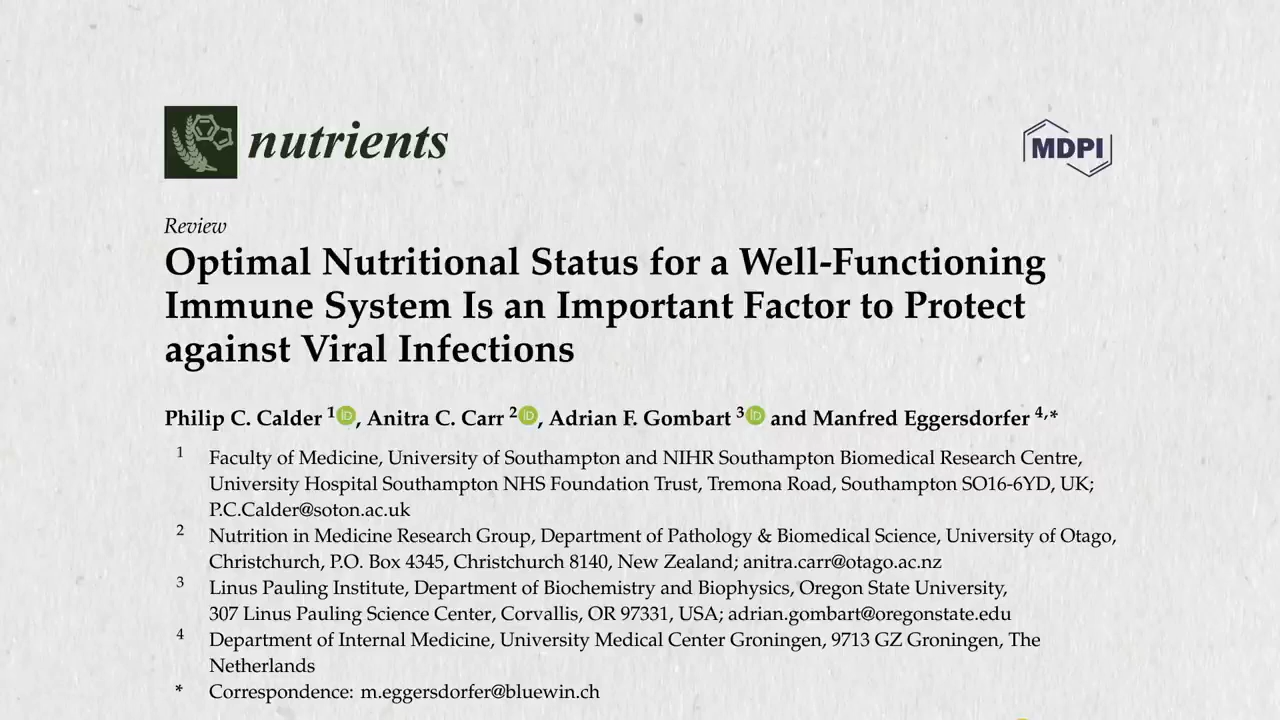 nutrients
MDPI
Review
Optimal Nutritional Status for a Well-Functioning
Immune System Is an Important Factor to Protect
against Viral Infections
Philip C. Calder 1 iD, Anitra C. Carr 2 iD, Adrian F. Gombart 3 iD and Manfred Eggersdorfer 4,*
1 Faculty of Medicine, University of Southampton and NIHR Southampton Biomedical Research Centre,
University Hospital Southampton NHS Foundation Trust, Tremona Road, Southampton SO16-6YD, UK;
P.C.Calder@soton.ac.uk
2 Nutrition in Medicine Research Group, Department of Pathology & Biomedical Science, University of Otago,
Christchurch, P.O. Box 4345, Christchurch 8140, New Zealand; anitra.carr@otago.ac.nz
3 Linus Pauling Institute, Department of Biochemistry and Biophysics, Oregon State University,
307 Linus Pauling Science Center, Corvallis, OR 97331, USA; adrian.gombart@oregonstate.edu
4 Department of Internal Medicine, University Medical Center Groningen, 9713 GZ Groningen, The
Netherlands
* Correspondence: m.eggersdorfer@bluewin.ch